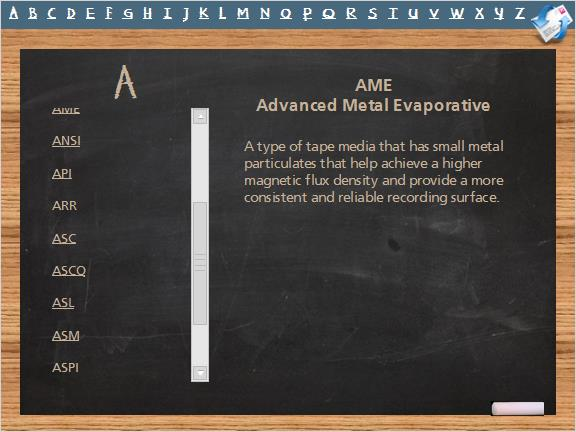 A B C D E F G H I J K L M N O P Q R S T U V W X Y Z
A
AME
ANSI
API
ARR
ASC
ASCQ
ASL
ASM
ASPI
AME
Advanced Metal Evaporative
A type of tape media that has small metal
particulates that help achieve a higher
magnetic flux density and provide a more
consistent and reliable recording surface.